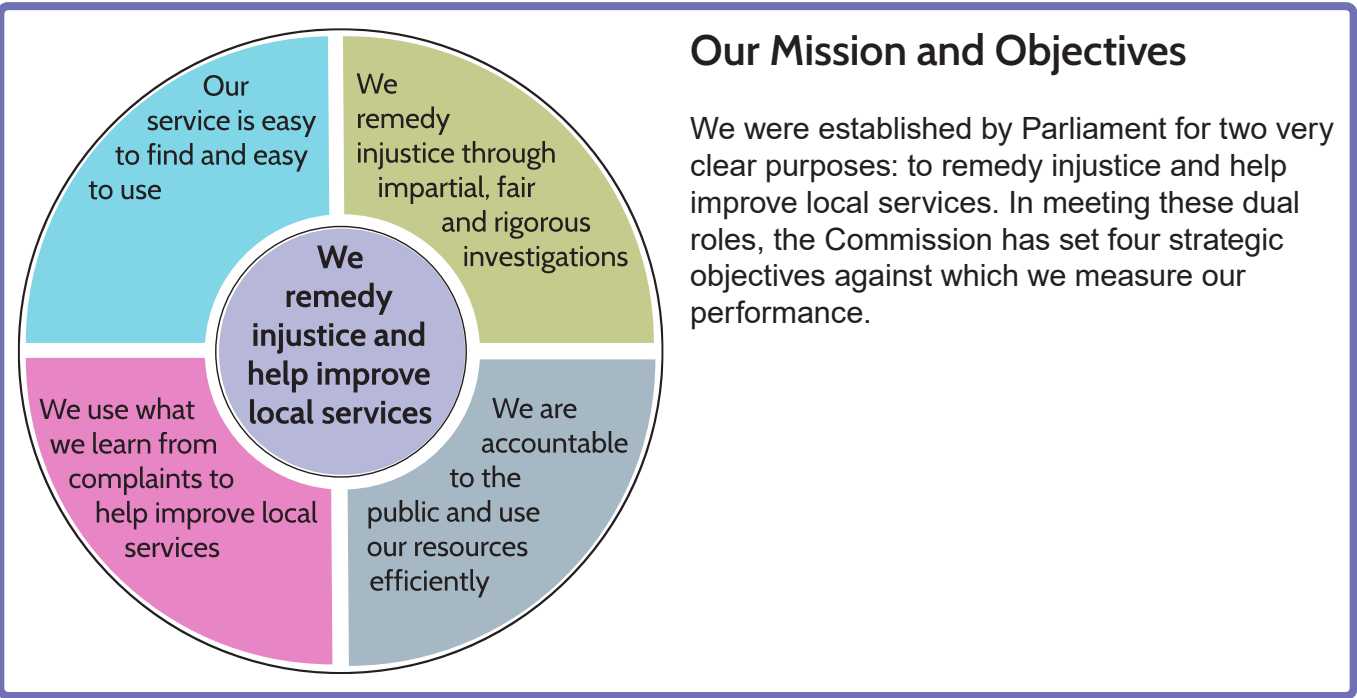 Our
service is easy
to find and easy
to use
We
remedy
injustice through
impartial, fair
and rigorous
investigations
We
remedy
injustice and
help improve
local services
We use what
we learn from
complaints to
help improve local
services
We are
accountable
to the
public and use
our resources
efficiently
Our Mission and Objectives
We were established by Parliament for two very
clear purposes: to remedy injustice and help
improve local services. In meeting these dual
roles, the Commission has set four strategic
objectives against which we measure our
performance.